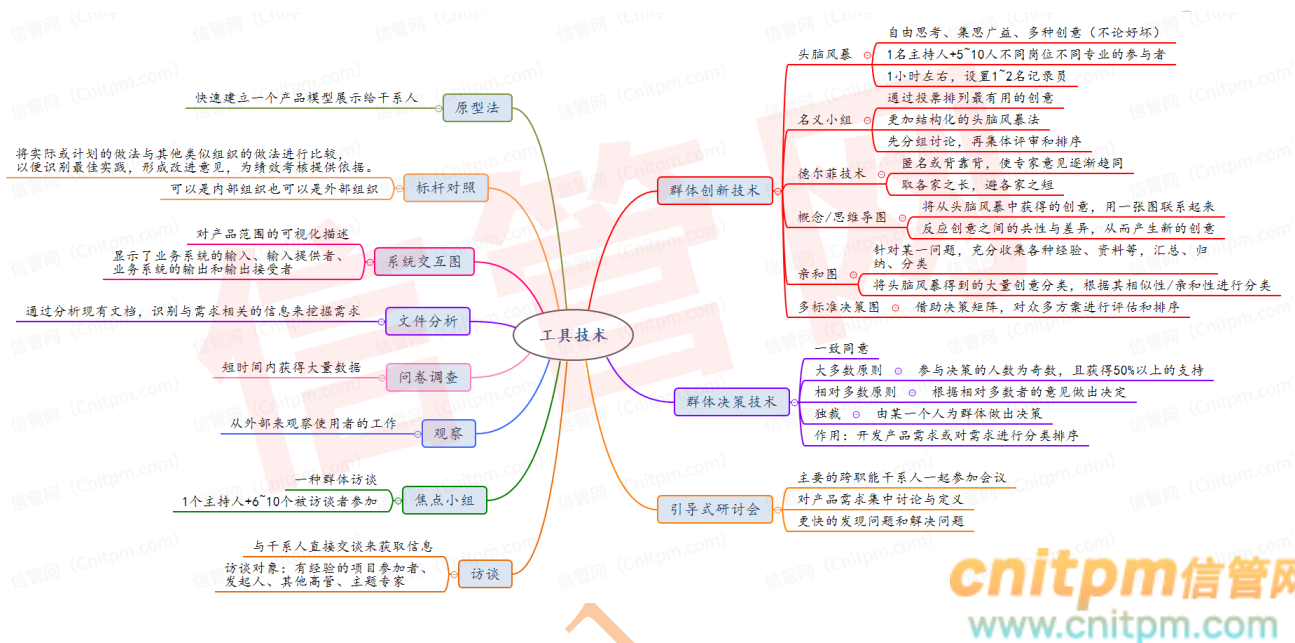 工具技术
原型法
快速建立一个产品模型展示给干系人
标杆对照
将实际或计划的做法与其他类似组织的做法进行比较,
以便识别最佳实践,形成改进意见,为绩效考核提供依据。
可以是内部组织也可以是外部组织
系统交互图
对产品范围的可视化描述
显示了业务系统的输入、输入提供者、
业务系统的输出和输出接受者
文件分析
通过分析现有文档,识别与需求相关的信息来挖掘需求
问卷调查
短时间内获得大量数据
观察
从外部来观察使用者的工作
焦点小组
一种群体访谈
1个主持人+6~10个被访谈者参加
访谈
与干系人直接交谈来获取信息
访谈对象:有经验的项目参加者、
发起人、其他高管、主题专家
群体创新技术
头脑风暴
自由思考、集思广益、多种创意(不论好坏)
1名主持人+5~10人不同岗位不同专业的参与者
1小时左右,设置1~2名记录员
名义小组
通过投票排列最有用的创意
更加结构化的头脑风暴法
先分组讨论,再集体评审和排序
德尔菲技术
匿名或背靠背,使专家意见逐渐趋同
取各家之长,避各家之短
概念/思维导图
将从头脑风暴中获得的创意,用一张图联系起来
反应创意之间的共性与差异,从而产生新的创意
亲和图
针对某一问题,充分收集各种经验、资料等,汇总、归
纳、分类
将头脑风暴得到的大量创意分类,根据其相似性/亲和性进行分类
多标准决策图
借助决策矩阵,对众多方案进行评估和排序
群体决策技术
一致同意
大多数原则
参与决策的人数为奇数,且获得50%以上的支持
相对多数原则
根据相对多数者的意见做出决定
独裁
由某一个人为群体做出决策
作用:开发产品需求或对需求进行分类排序
引导式研讨会
主要的跨职能干系人一起参加会议
对产品需求集中讨论与定义
更快的发现问题和解决问题
信管网
信管网(Cnitpm.com)
cnitpm信管网
www.cnitpm.com